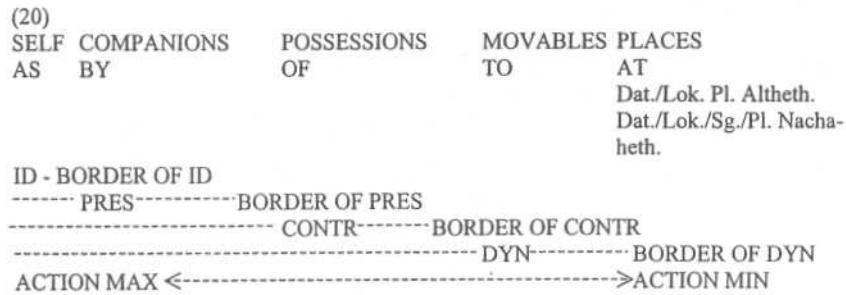 (20)
SELF COMPANIONS POSSESSIONS MOVABLES PLACES
AS BY OF TO AT
Dat./Lok. Pl. Altheth.
Dat./Lok./Sg./Pl. Nacha-
heth.
ID - BORDER OF ID
------- PRES----------BORDER OF PRES
--------------------------- CONTR-------BORDER OF CONTR
----------------------------------------------- DYN---------- BORDER OF DYN
ACTION MAX <--------------------------------------------->ACTION MIN